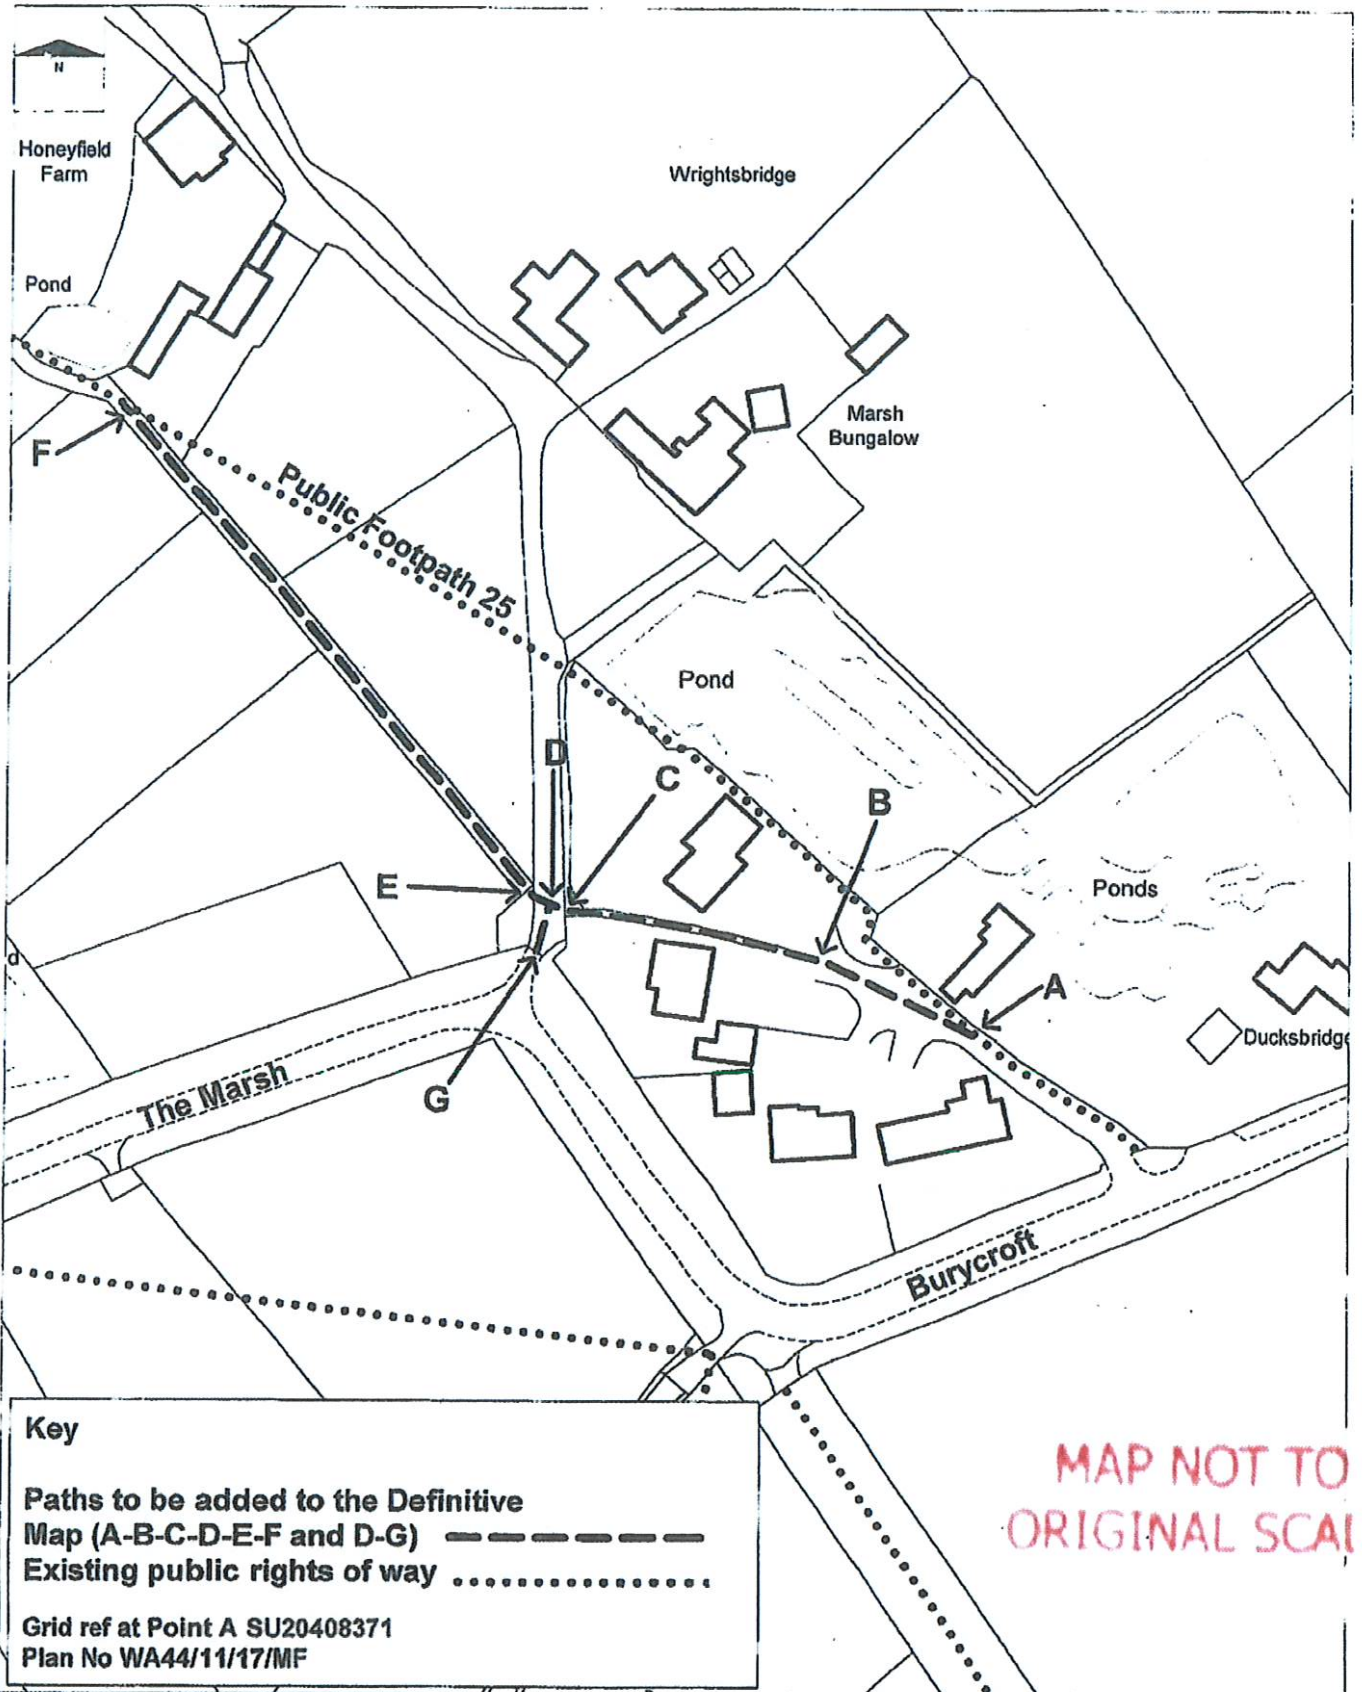 N
Honeyfield
Farm
Wrightsbridge
Pond
Marsh
Bungalow
F
Public Footpath 25
Pond
D
C
B
E
Ponds
d
A
Ducksbridge
G
The Marsh
Burycroft
Key
Paths to be added to the Definitive
Map (A-B-C-D-E-F and D-G)
Existing public rights of way
Grid ref at Point A SU20408371
Plan No WA44/11/17/MF
MAP NOT TO
ORIGINAL SCAL